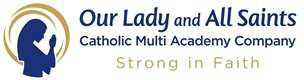 Our Lady and All Saints
Catholic Multi Academy Company
Strong in Faith